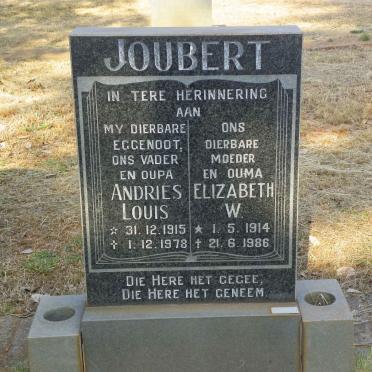 JOUBERT
IN TERE HERINNERING
AAN
MY DIERBARE
EGGENOOT,
ONS VADER
EN OUPA
ANDRIES
LOUIS
☆ 31.12.1915
✝ 1.12.1978
ONS
DIERBARE
MOEDER
EN OUMA
ELIZABETH
W.
★ 1.5.1914
✝ 21.6.1986
DIE HERE HET GEGEE,
DIE HERE HET GENEEM